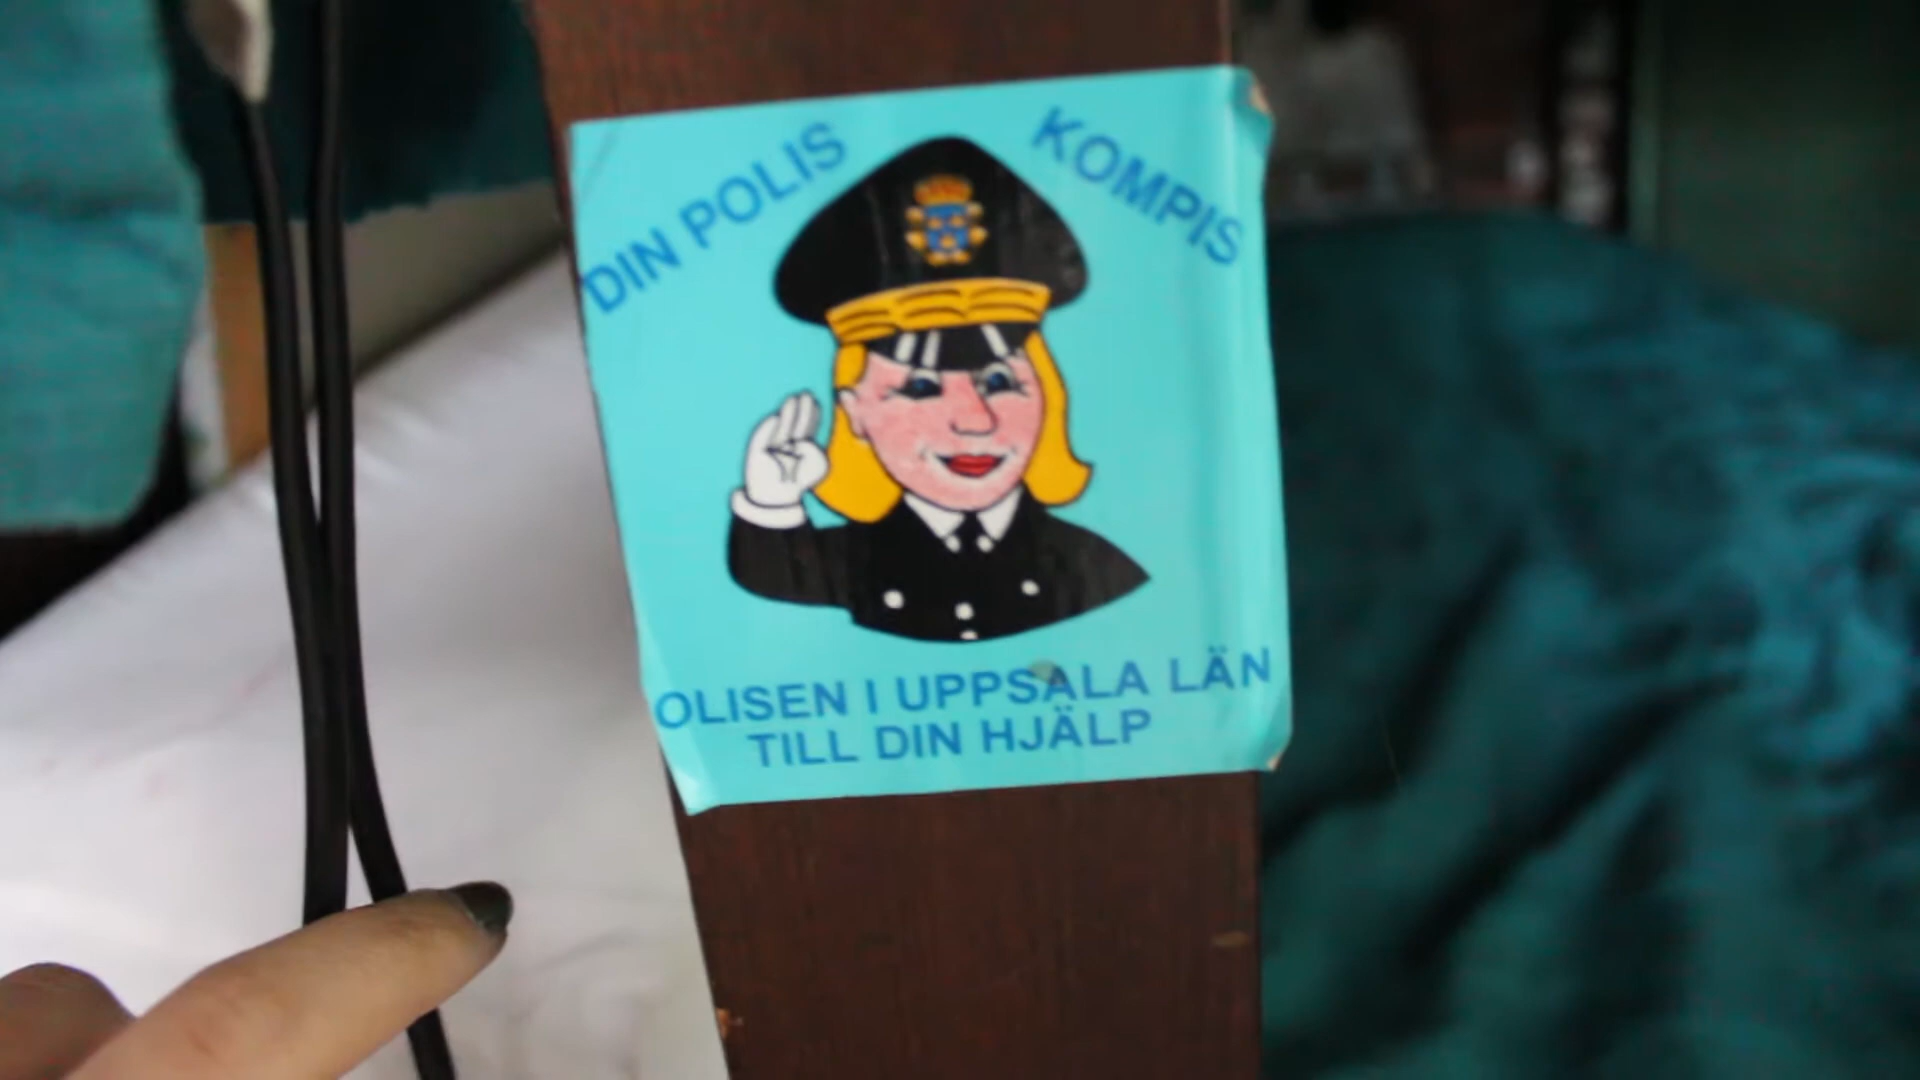 DIN POLIS KOMPIS
OLISEN I UPPSALA LÄN
TILL DIN HJÄLP